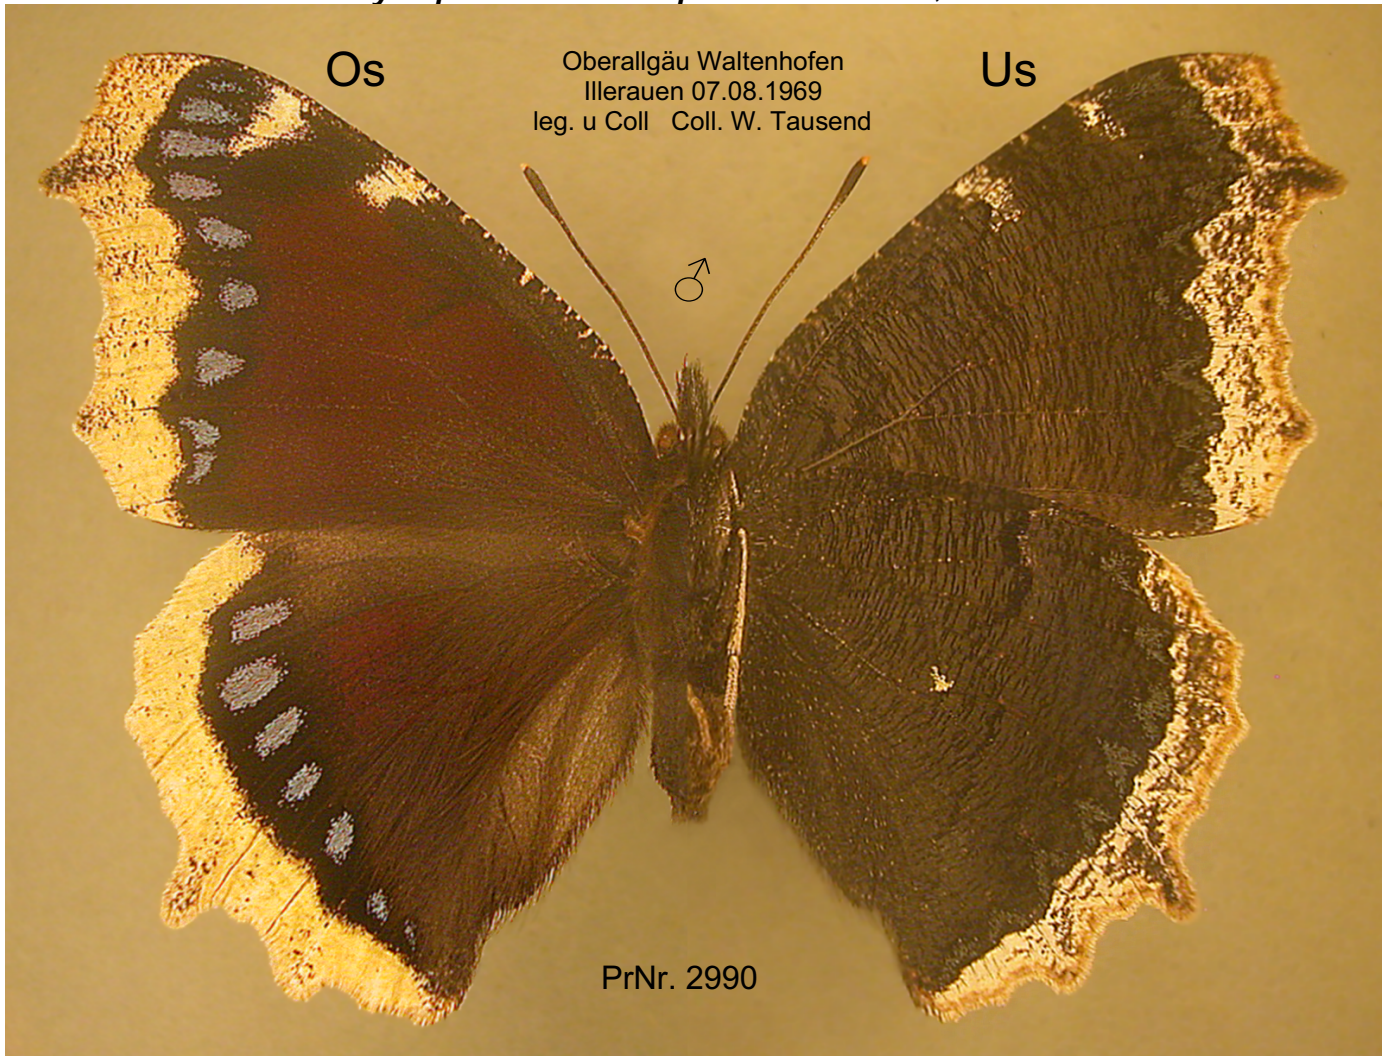 Os
Oberallgäu Waltenhofen
Illerauen 07.08.1969
leg. u Coll   Coll. W. Tausend
Us
♂
PrNr. 2990